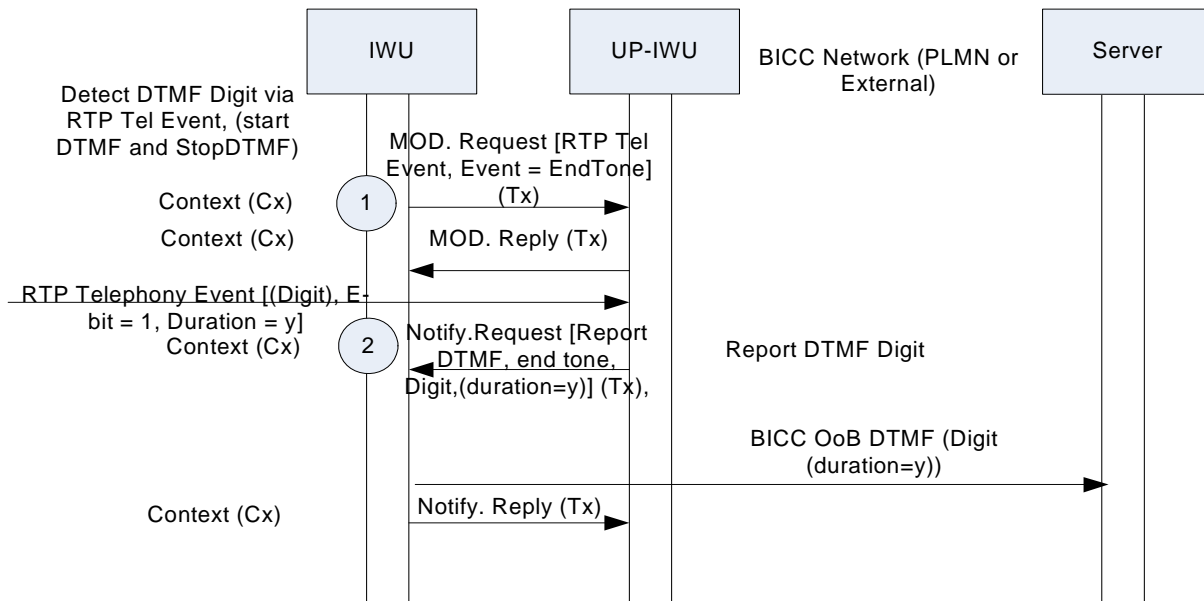 IWU
UP-IWU
BICC Network (PLMN or
External)
Server
Detect DTMF Digit via
RTP Tel Event, (start
DTMF and StopDTMF)
MOD. Request [RTP Tel
Event, Event = EndTone]
(Tx)
Context (Cx)
1
Context (Cx)
MOD. Reply (Tx)
RTP Telephony Event [(Digit), E-
bit = 1, Duration = y]
Context (Cx)
2
Notify.Request [Report
DTMF, end tone,
Digit,(duration=y)] (Tx),
Report DTMF Digit
BICC OoB DTMF (Digit
(duration=y))
Context (Cx)
Notify. Reply (Tx)